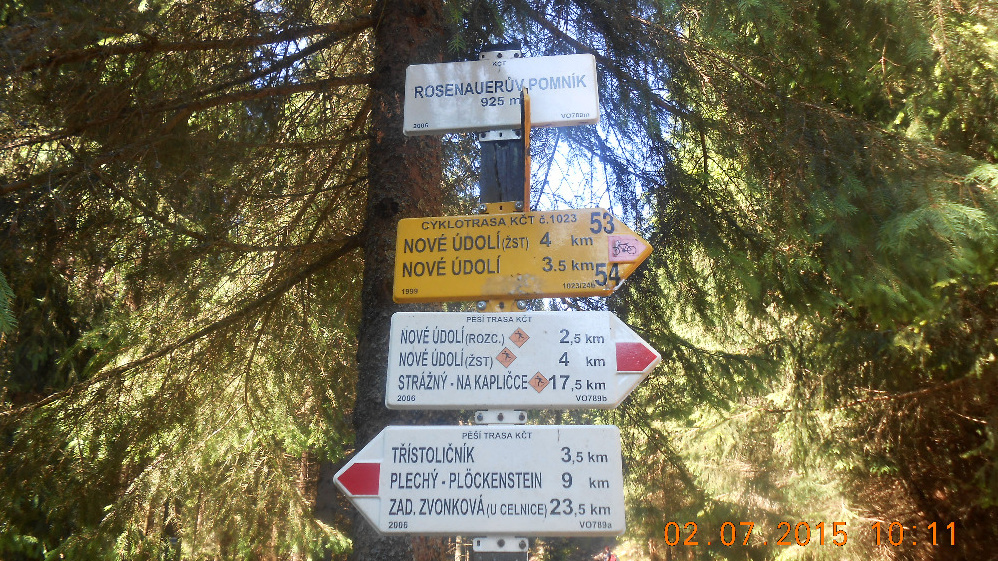 KČT
ROSENAUERŮV POMNÍK
925 m
2006 VO789m
CYKLOTRASA KČT č.1023 53
NOVÉ ÚDOLÍ (ŽST) 4 km
NOVÉ ÚDOLÍ 3.5 km 54
1999 1023/24B
PĚŠÍ TRASA KČT
NOVÉ ÚDOLÍ (ROZC.) 2,5 km
NOVÉ ÚDOLÍ (ŽST) 4 km
STRÁŽNÝ - NA KAPLIČCE 17,5 km
2006 VO789b
PĚŠÍ TRASA KČT
TŘÍSTOLIČNÍK 3,5 km
PLECHÝ - PLÖCKENSTEIN 9 km
ZAD. ZVONKOVÁ (U CELNICE) 23,5 km
2006 VO789a
02.07.2015 10:11